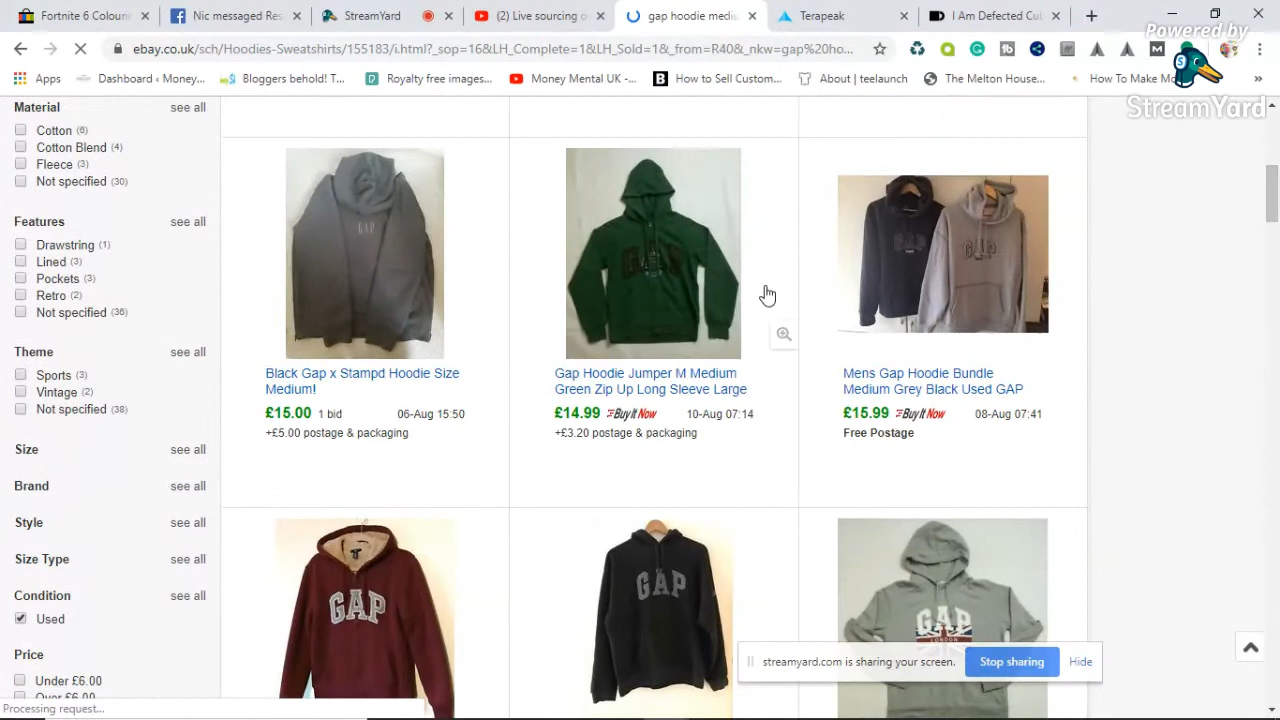 Fortnite 6 Colourin
Nic messaged Re
StreamYard
(2) Live sourcing o
gap hoodie mediu
Terapeak
I Am Defected Cu
Powered by
StreamYard
ebay.co.uk/sch/Hoodies-Sweatshirts/155183/i.html?_sop=16&LH_Complete=1&LH_Sold=1&_from=R40&_nkw=gap%20ho...
Apps
Dashboard ‹ Money...
Bloggers behold! T...
Royalty free images...
Money Mental UK -...
How to Sell Custom...
About | teelaunch
The Melton House...
How To Make Mo
»
Material see all
Cotton (6)
Cotton Blend (4)
Fleece (3)
Not specified (30)
Features see all
Drawstring (1)
Lined (3)
Pockets (3)
Retro (2)
Not specified (36)
Theme see all
Sports (3)
Vintage (2)
Not specified (38)
Size see all
Brand see all
Style see all
Size Type see all
Condition see all
Used
Price
Under £6.00
Over £6.00
GAP
GAP
GAP
GAP
Black Gap x Stampd Hoodie Size
Medium!
£15.00 1 bid 06-Aug 15:50
+£5.00 postage & packaging
Gap Hoodie Jumper M Medium
Green Zip Up Long Sleeve Large
£14.99 Buy It Now 10-Aug 07:14
+£3.20 postage & packaging
Mens Gap Hoodie Bundle
Medium Grey Black Used GAP
£15.99 Buy It Now 08-Aug 07:41
Free Postage
GAP
GAP
GAP
LONDON
streamyard.com is sharing your screen.
Stop sharing
Hide
Processing request...